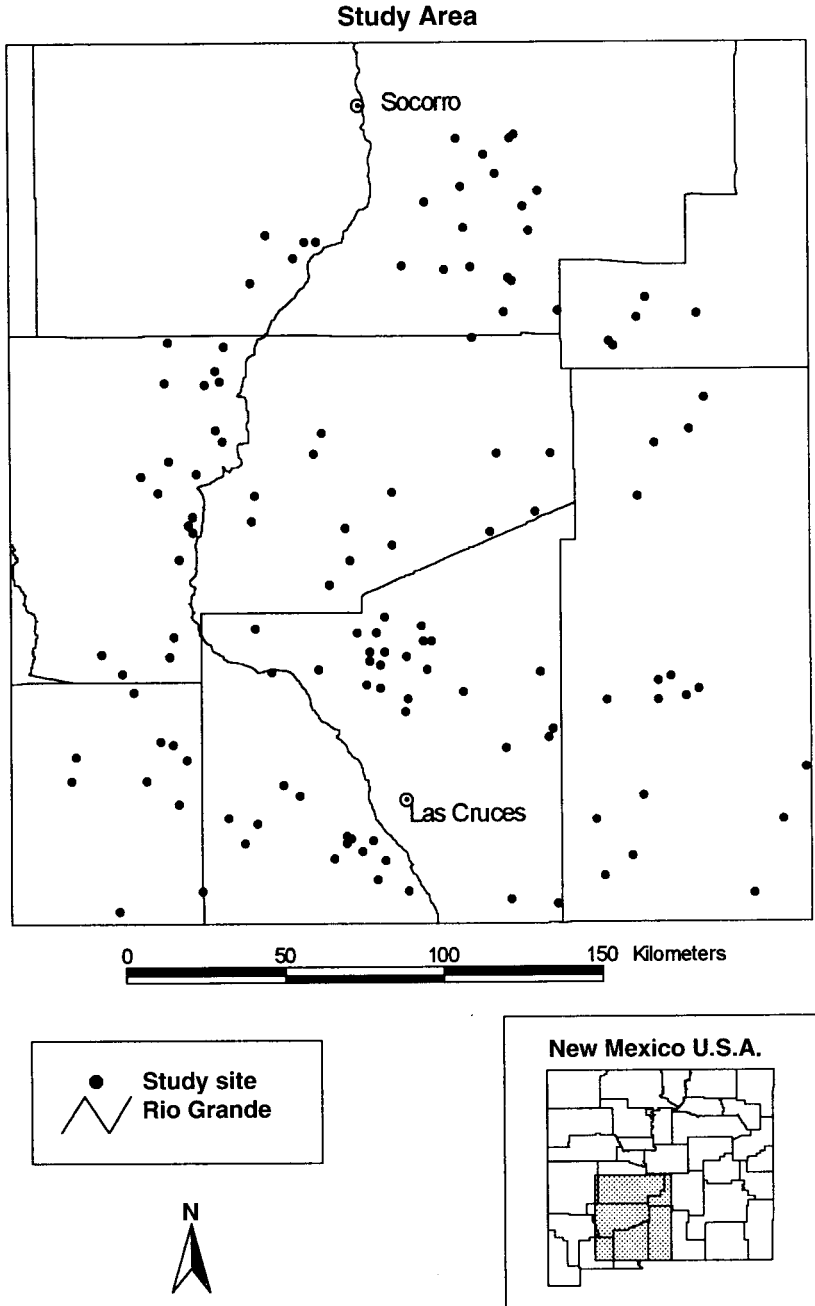 Study Area
Socorro
Las Cruces
0 50 100 150 Kilometers
Study site
Rio Grande
N
New Mexico U.S.A.